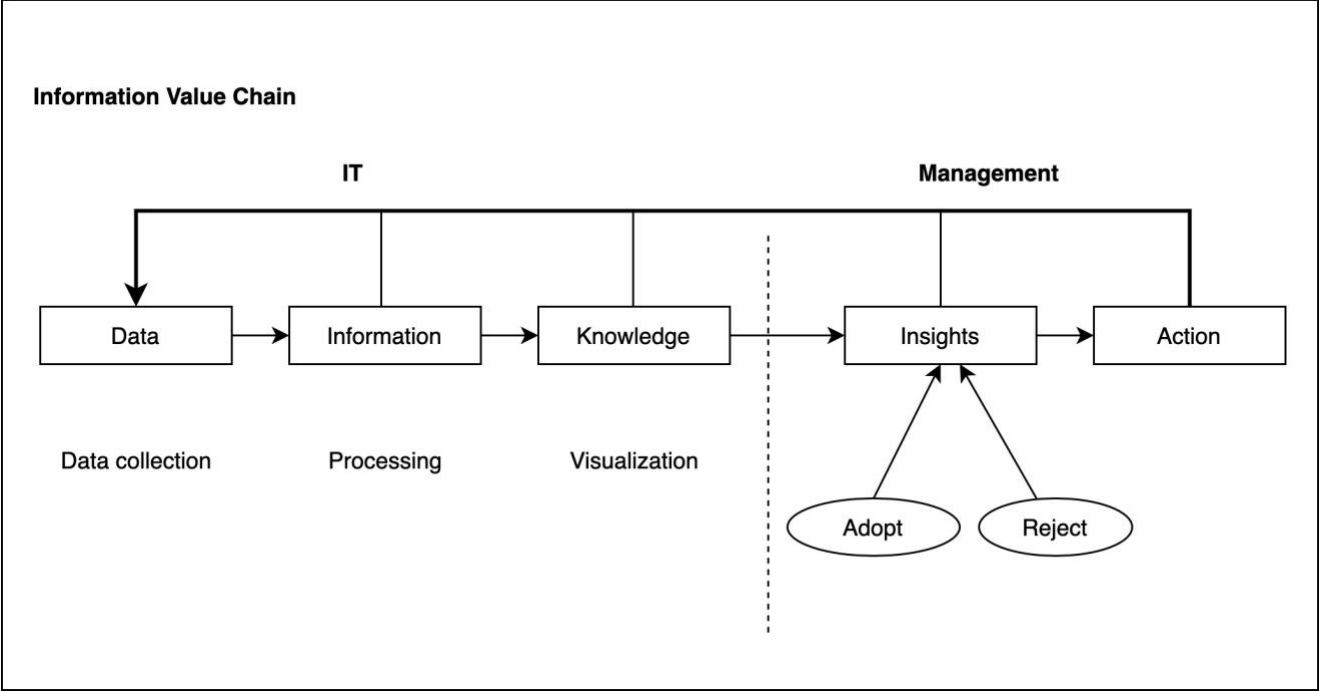 Information Value Chain
IT
Management
Data
Information
Knowledge
Insights
Action
Data collection
Processing
Visualization
Adopt
Reject